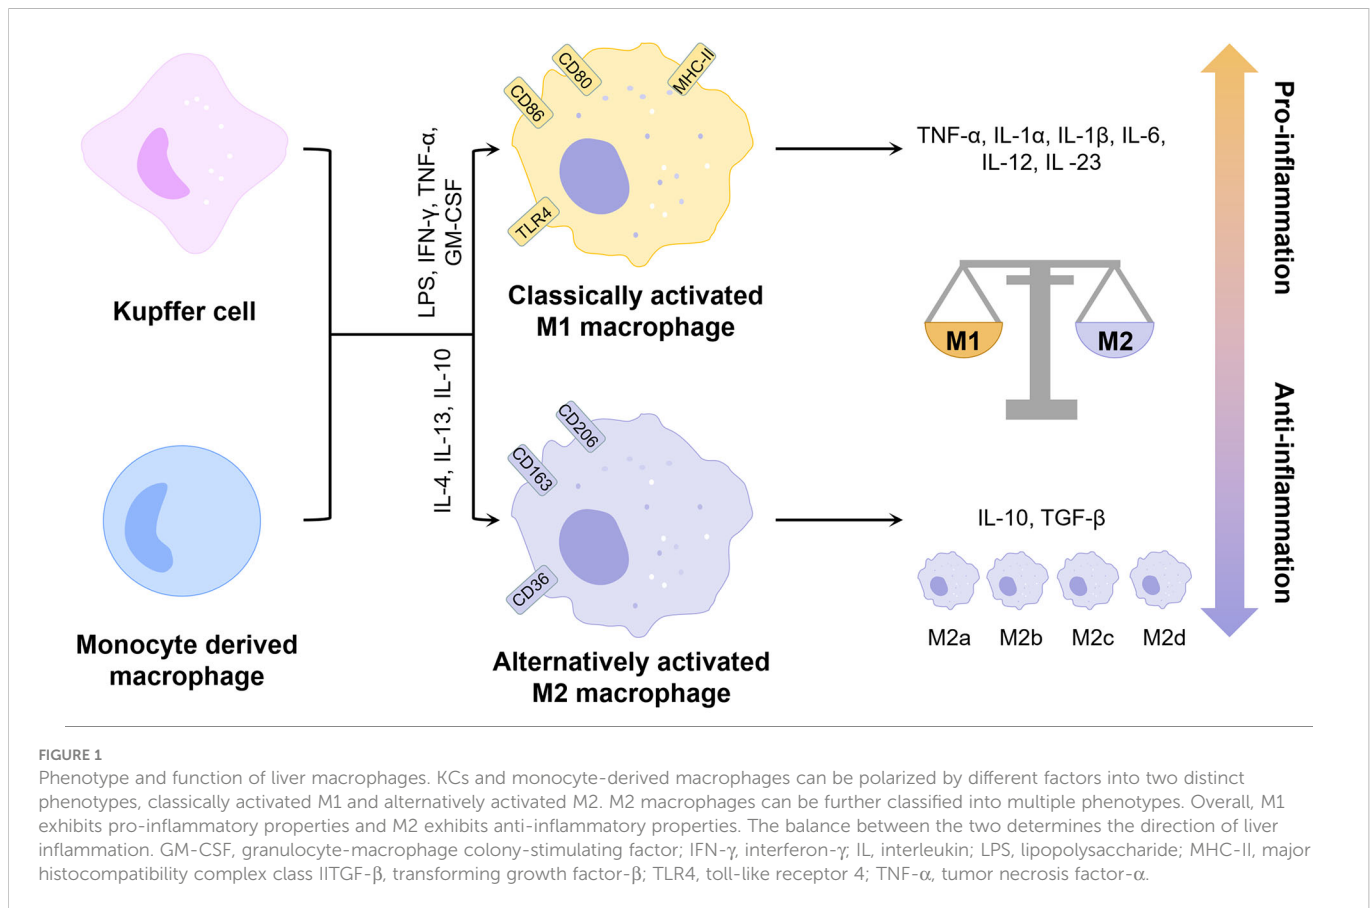 Kupffer cell
Monocyte derived
macrophage
LPS, IFN-γ, TNF-α,
GM-CSF
IL-4, IL-13, IL-10
CD86
CD80
MHC-II
TLR4
Classically activated
M1 macrophage
CD206
CD163
CD36
Alternatively activated
M2 macrophage
TNF-α, IL-1α, IL-1β, IL-6,
IL-12, IL -23
M1
M2
IL-10, TGF-β
M2a
M2b
M2c
M2d
Pro-inflammation
Anti-inflammation
FIGURE 1
Phenotype and function of liver macrophages. KCs and monocyte-derived macrophages can be polarized by different factors into two distinct
phenotypes, classically activated M1 and alternatively activated M2. M2 macrophages can be further classified into multiple phenotypes. Overall, M1
exhibits pro-inflammatory properties and M2 exhibits anti-inflammatory properties. The balance between the two determines the direction of liver
inflammation. GM-CSF, granulocyte-macrophage colony-stimulating factor; IFN-γ, interferon-γ; IL, interleukin; LPS, lipopolysaccharide; MHC-II, major
histocompatibility complex class IITGF-β, transforming growth factor-β; TLR4, toll-like receptor 4; TNF-α, tumor necrosis factor-α.